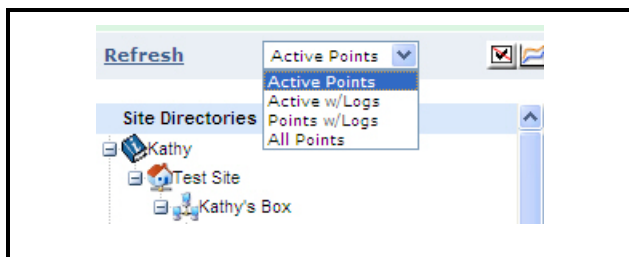 Refresh Active Points
Active Points
Active w/Logs
Site Directories Points w/Logs
All Points
Kathy
Test Site
Kathy's Box